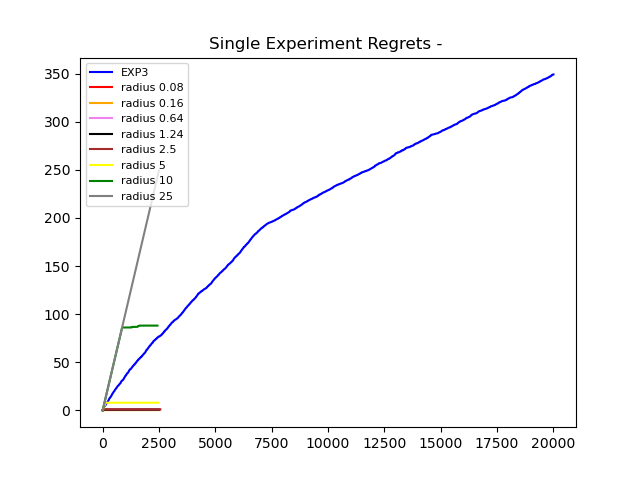 Single Experiment Regrets -
EXP3
radius 0.08
radius 0.16
radius 0.64
radius 1.24
radius 2.5
radius 5
radius 10
radius 25
350
300
250
200
150
100
50
0
0 2500 5000 7500 10000 12500 15000 17500 20000